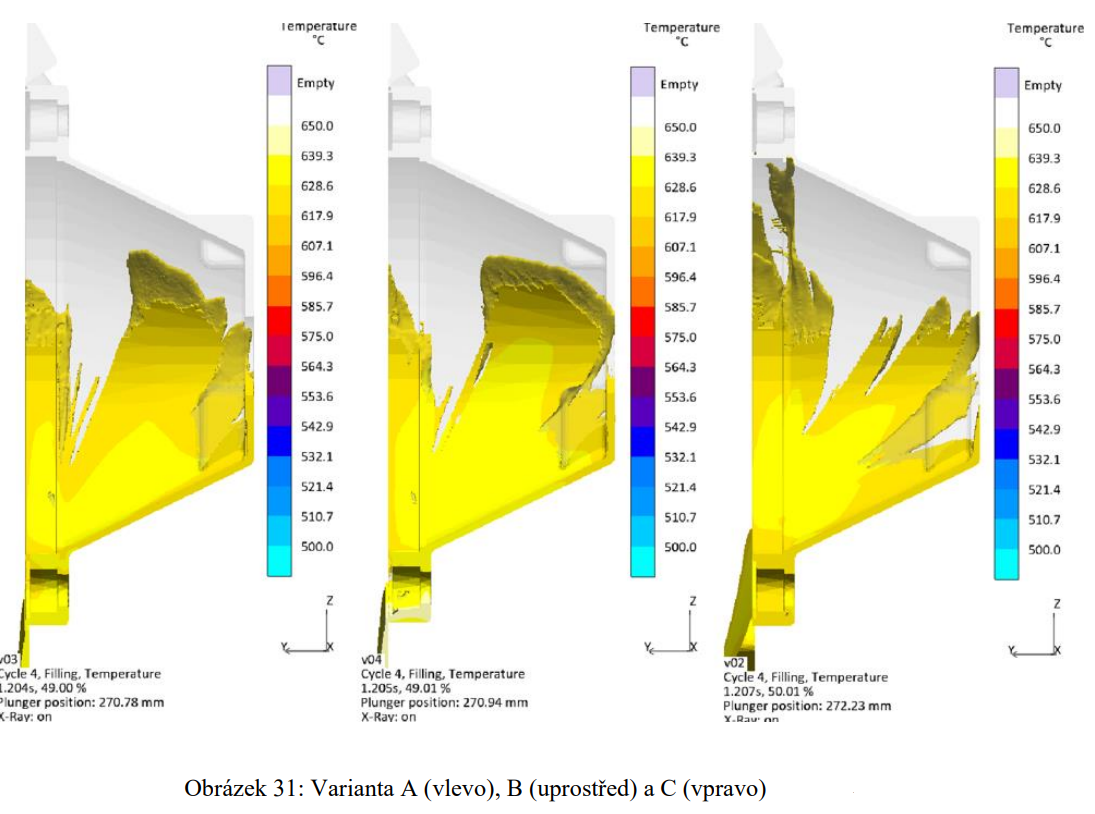 Temperature
°C
Empty
650.0
639.3
628.6
617.9
607.1
596.4
585.7
575.0
564.3
553.6
542.9
532.1
521.4
510.7
500.0
Z
Y X
v03
Cycle 4, Filling, Temperature
1.204s, 49.00 %
Plunger position: 270.78 mm
X-Ray: on
Temperature
°C
Empty
650.0
639.3
628.6
617.9
607.1
596.4
585.7
575.0
564.3
553.6
542.9
532.1
521.4
510.7
500.0
Z
Y X
v04
Cycle 4, Filling, Temperature
1.205s, 49.01 %
Plunger position: 270.94 mm
X-Ray: on
Temperature
°C
Empty
650.0
639.3
628.6
617.9
607.1
596.4
585.7
575.0
564.3
553.6
542.9
532.1
521.4
510.7
500.0
Z
Y X
v02
Cycle 4, Filling, Temperature
1.207s, 50.01 %
Plunger position: 272.23 mm
X-Ray: on
Obrázek 31: Varianta A (vlevo), B (uprostřed) a C (vpravo)